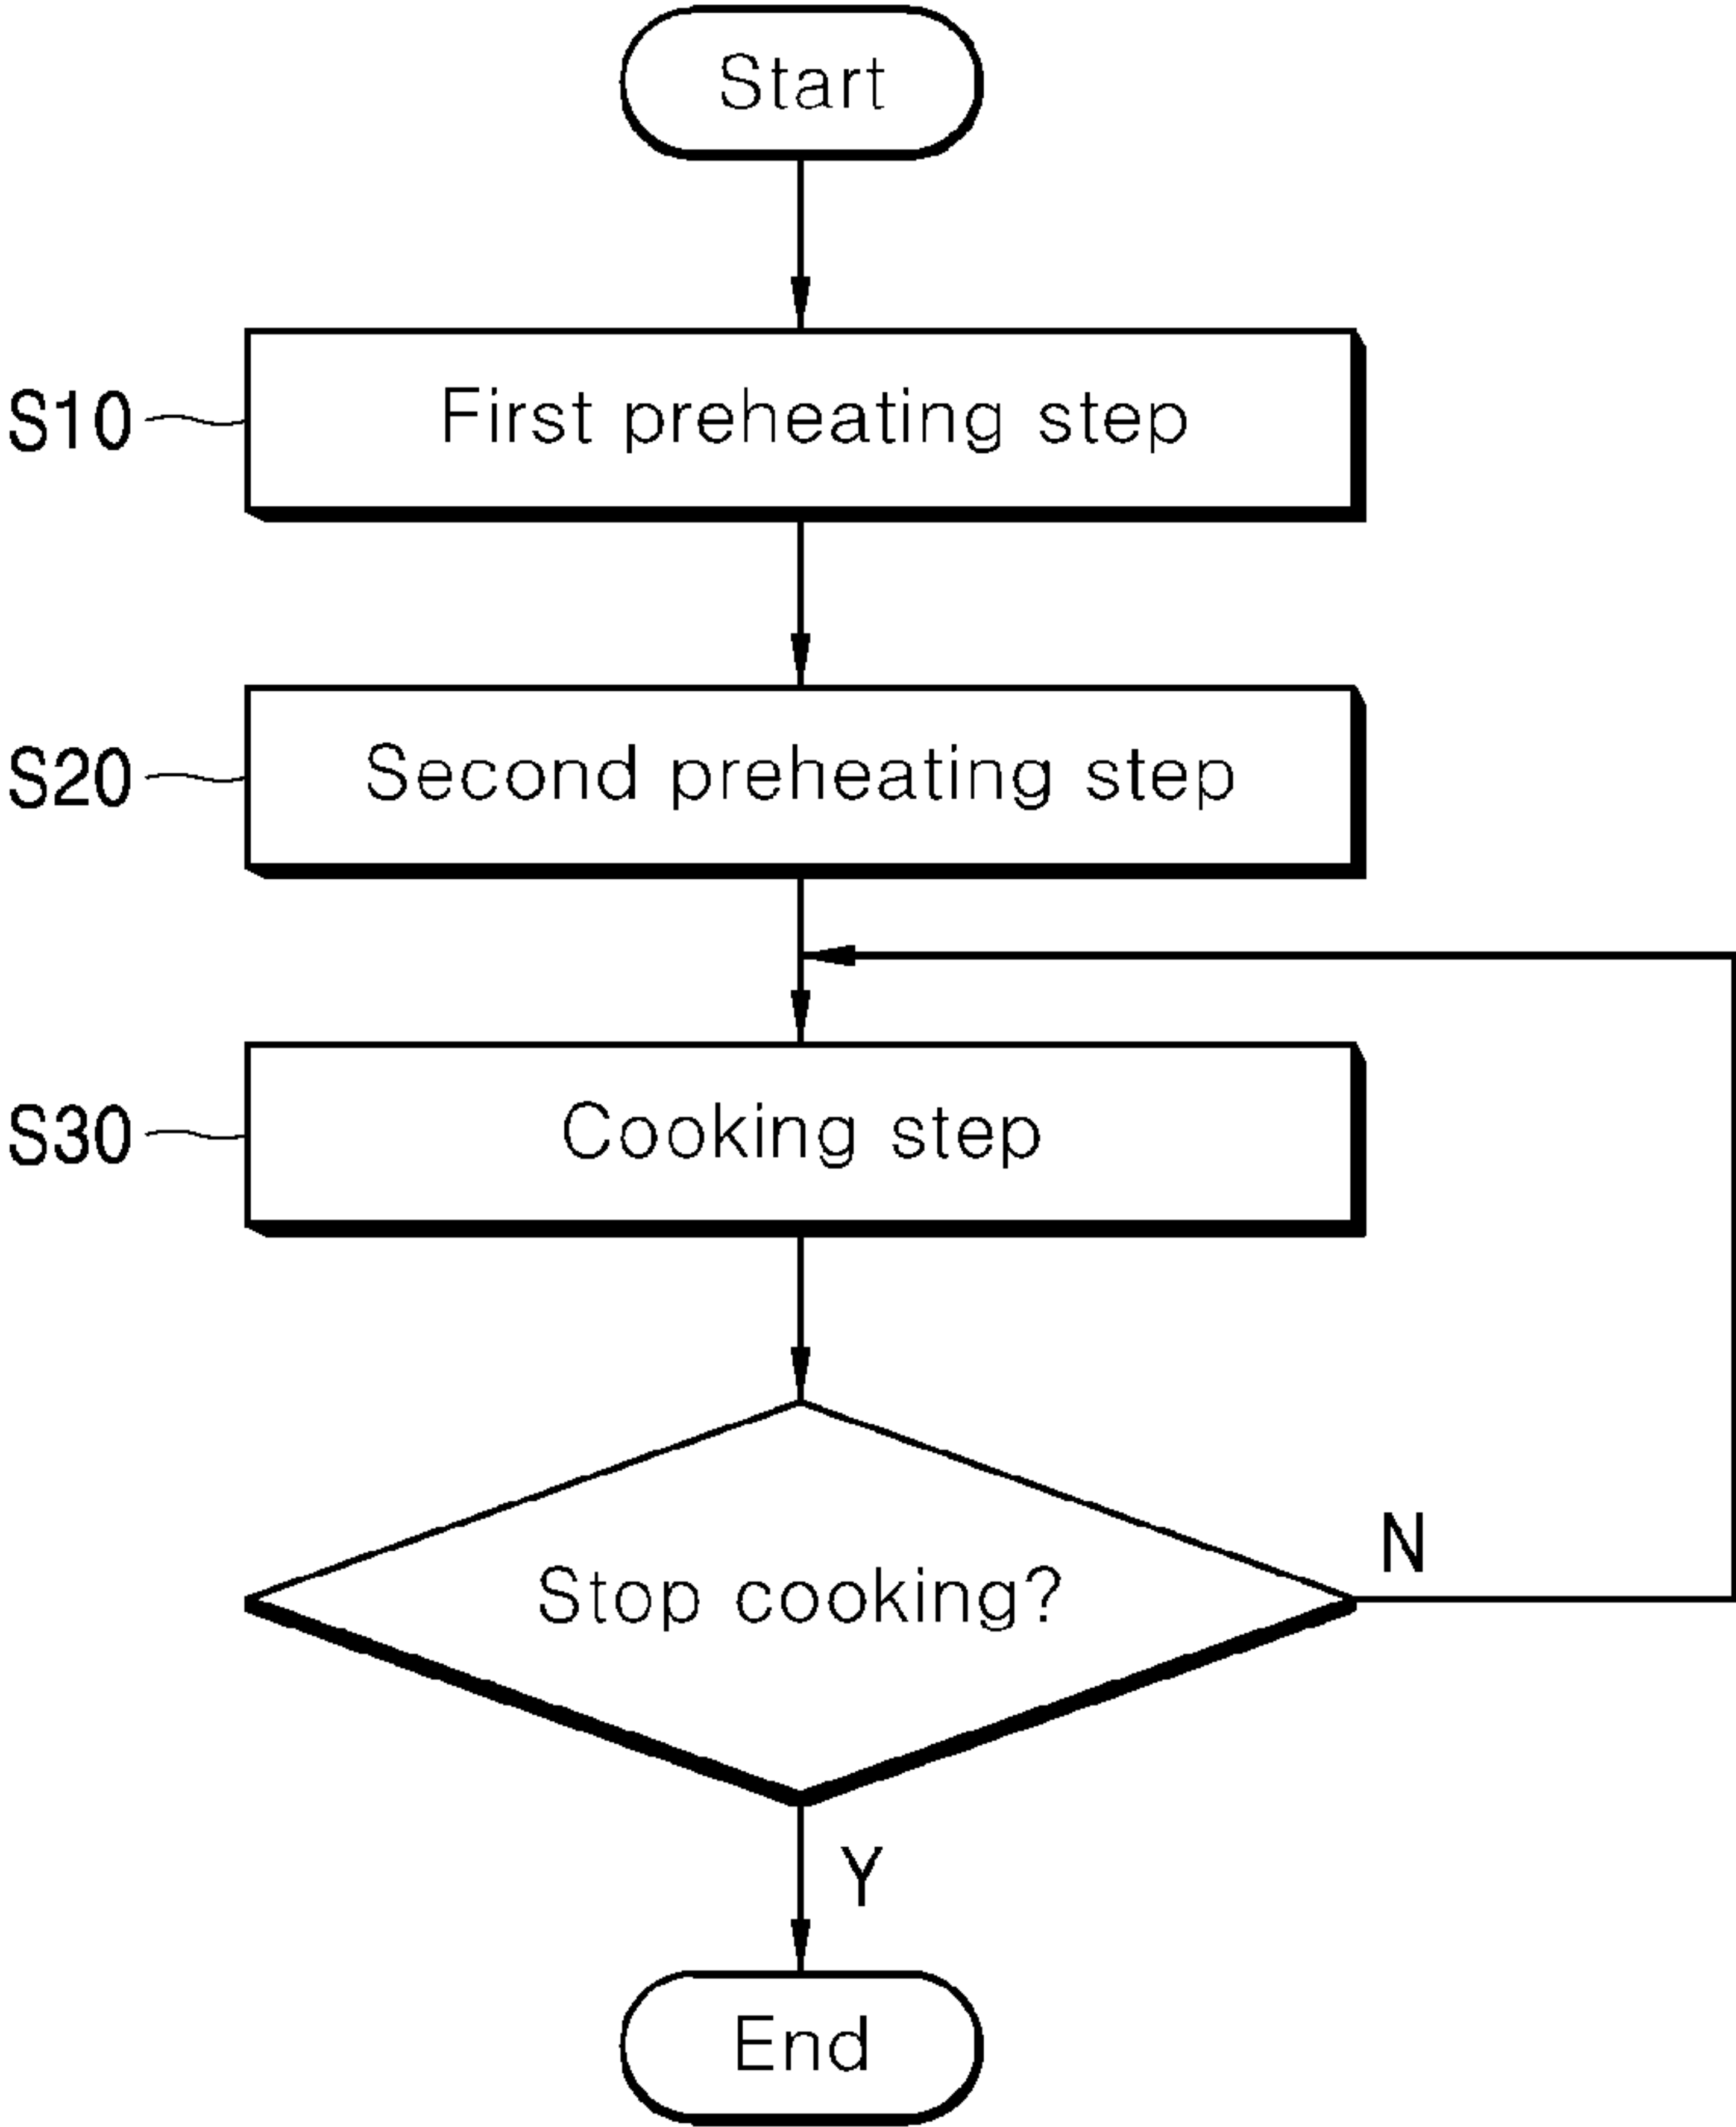 Start
S10 First preheating step
S20 Second preheating step
S30 Cooking step
Stop cooking?
N
Y
End